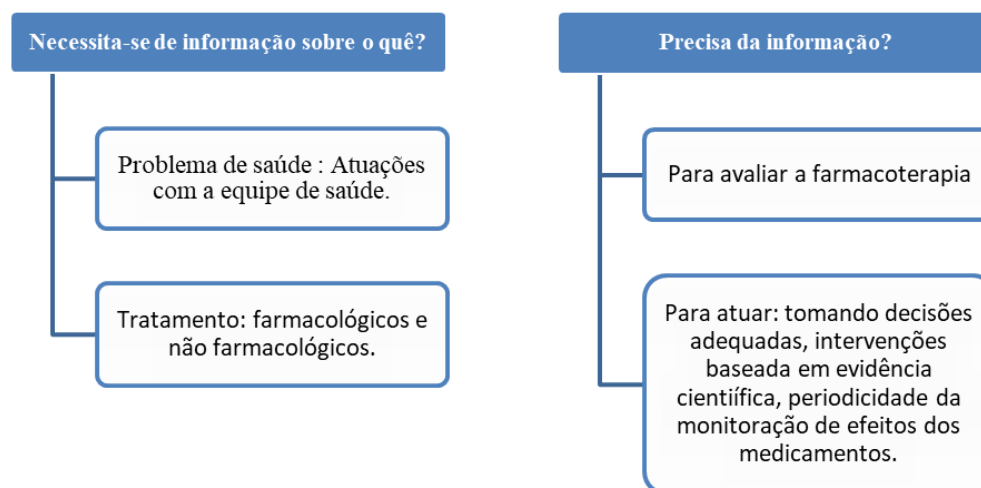 Necessita-se de informação sobre o quê?
Problema de saúde : Atuações
com a equipe de saúde.
Tratamento: farmacológicos e
não farmacológicos.
Precisa da informação?
Para avaliar a farmacoterapia
Para atuar: tomando decisões
adequadas, intervenções
baseada em evidência
cientiífica, periodicidade da
monitoração de efeitos dos
medicamentos.